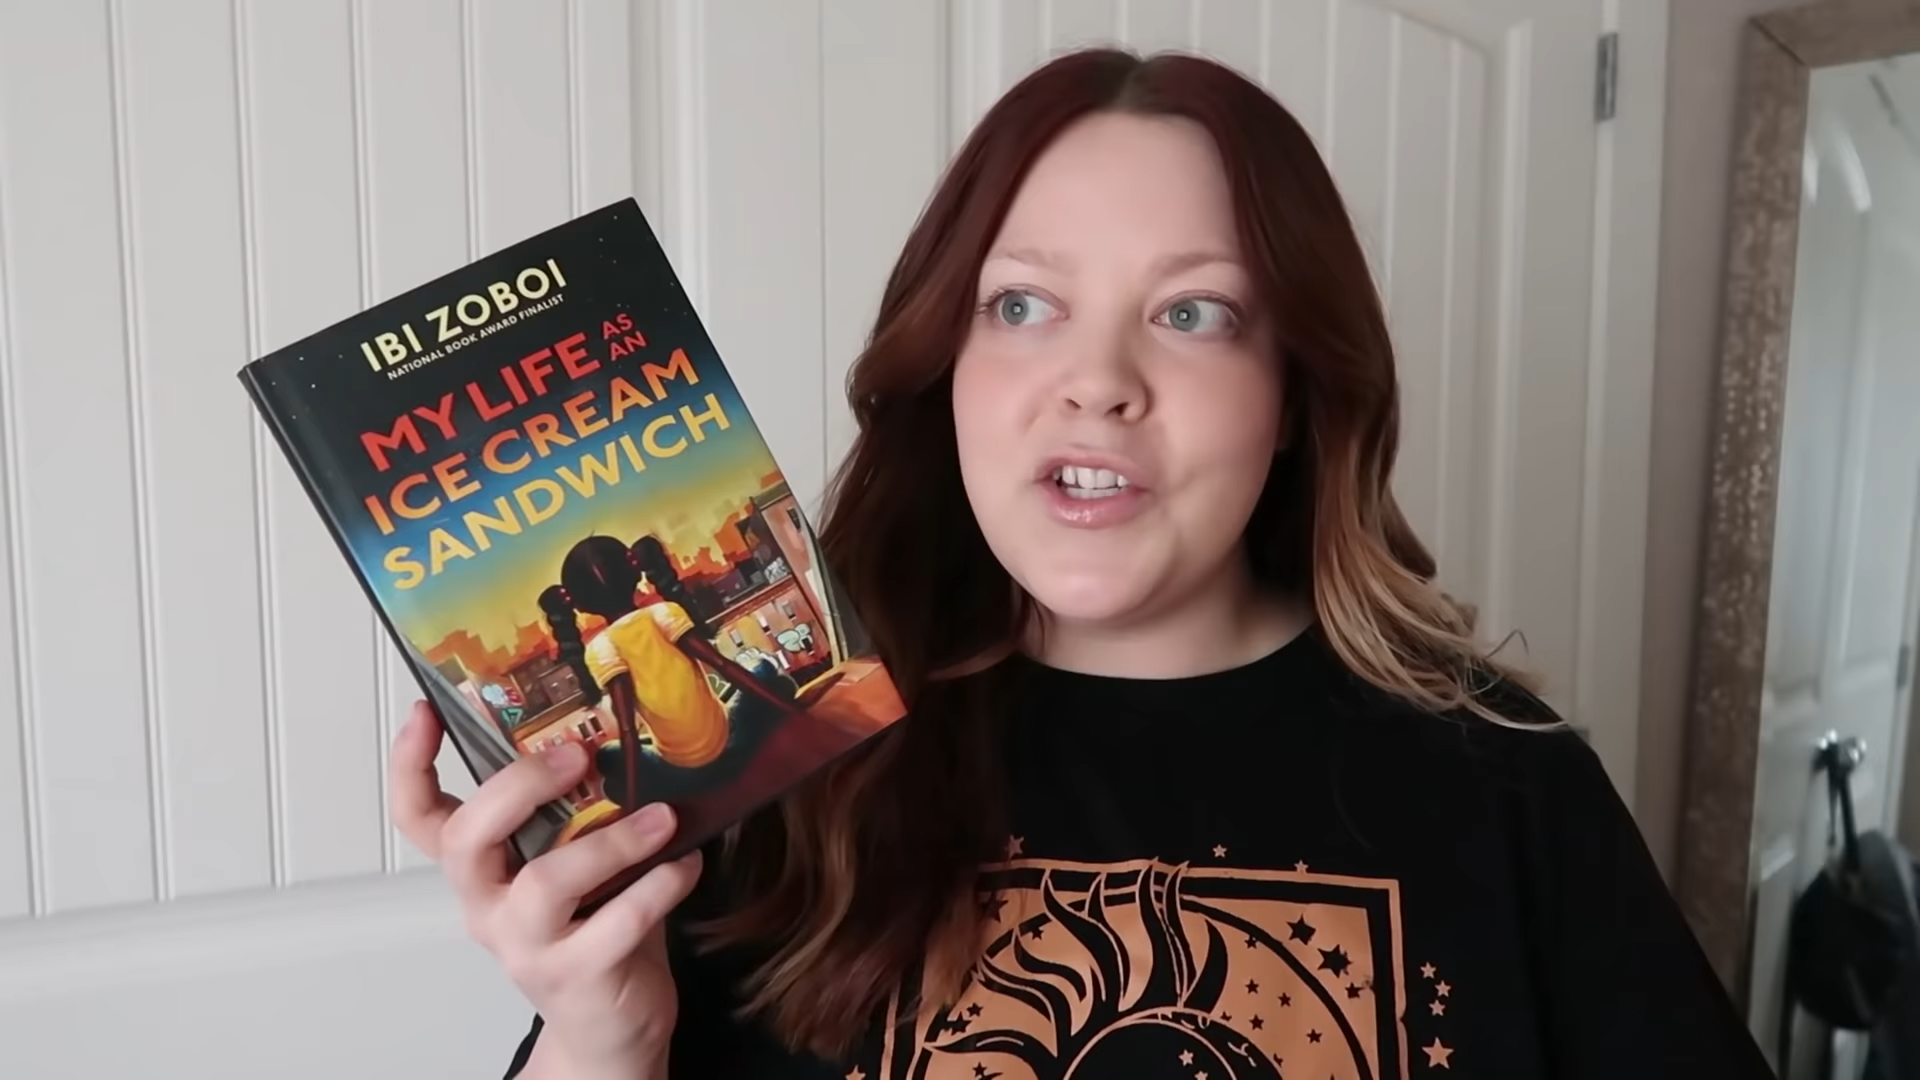 IBI ZOBOI
NATIONAL BOOK AWARD FINALIST
MY LIFE AS AN
ICE CREAM
SANDWICH